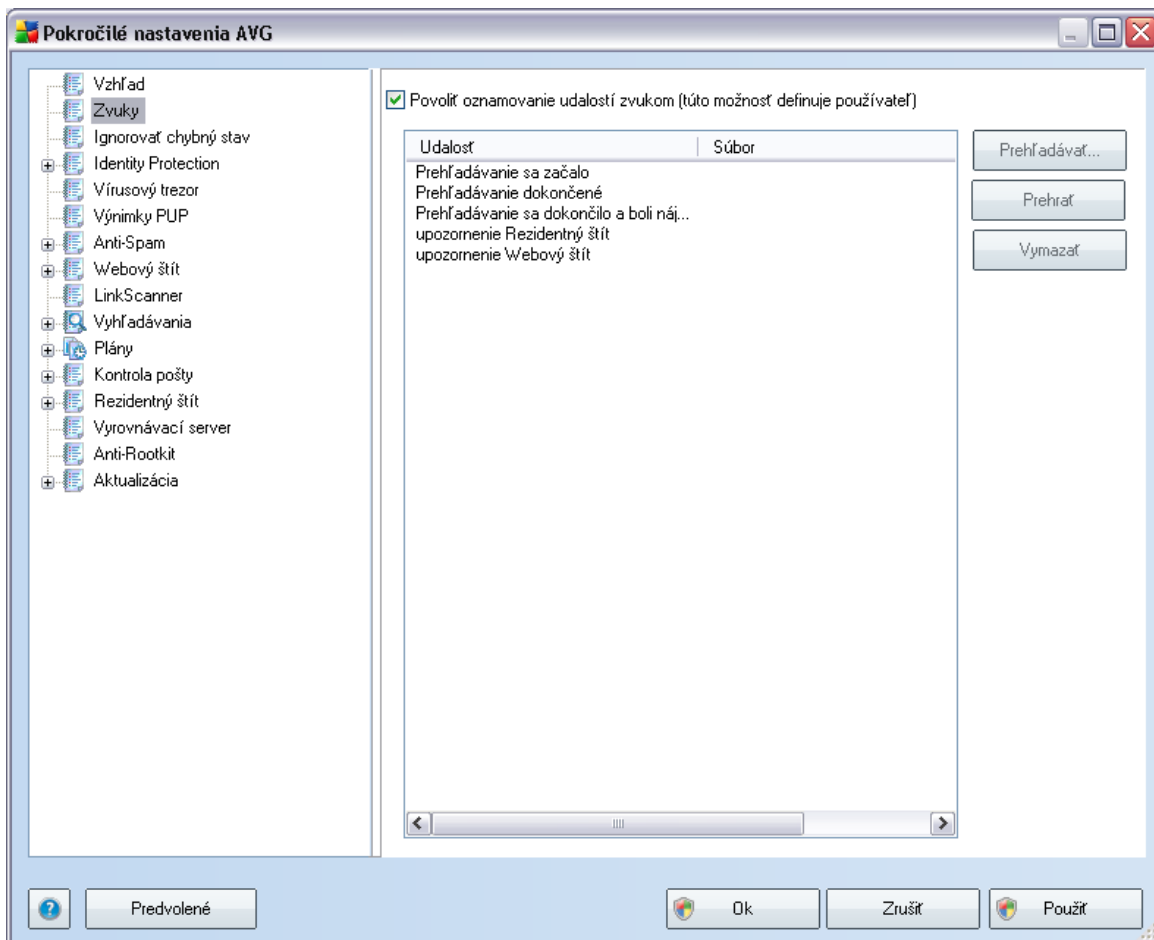 Pokročilé nastavenia AVG
Vzhľad
Zvuky
Ignorovať chybný stav
Identity Protection
Vírusový trezor
Výnimky PUP
Anti-Spam
Webový štít
LinkScanner
Vyhľadávania
Plány
Kontrola pošty
Rezidentný štít
Vyrovnávací server
Anti-Rootkit
Aktualizácia
Povoliť oznamovanie udalostí zvukom (túto možnosť definuje používateľ)
Udalosť Súbor
Prehľadávanie sa začalo
Prehľadávanie dokončené
Prehľadávanie sa dokončilo a boli náj...
upozornenie Rezidentný štít
upozornenie Webový štít
Prehľadávať...
Prehrať
Vymazať
Predvolené
Ok
Zrušiť
Použiť